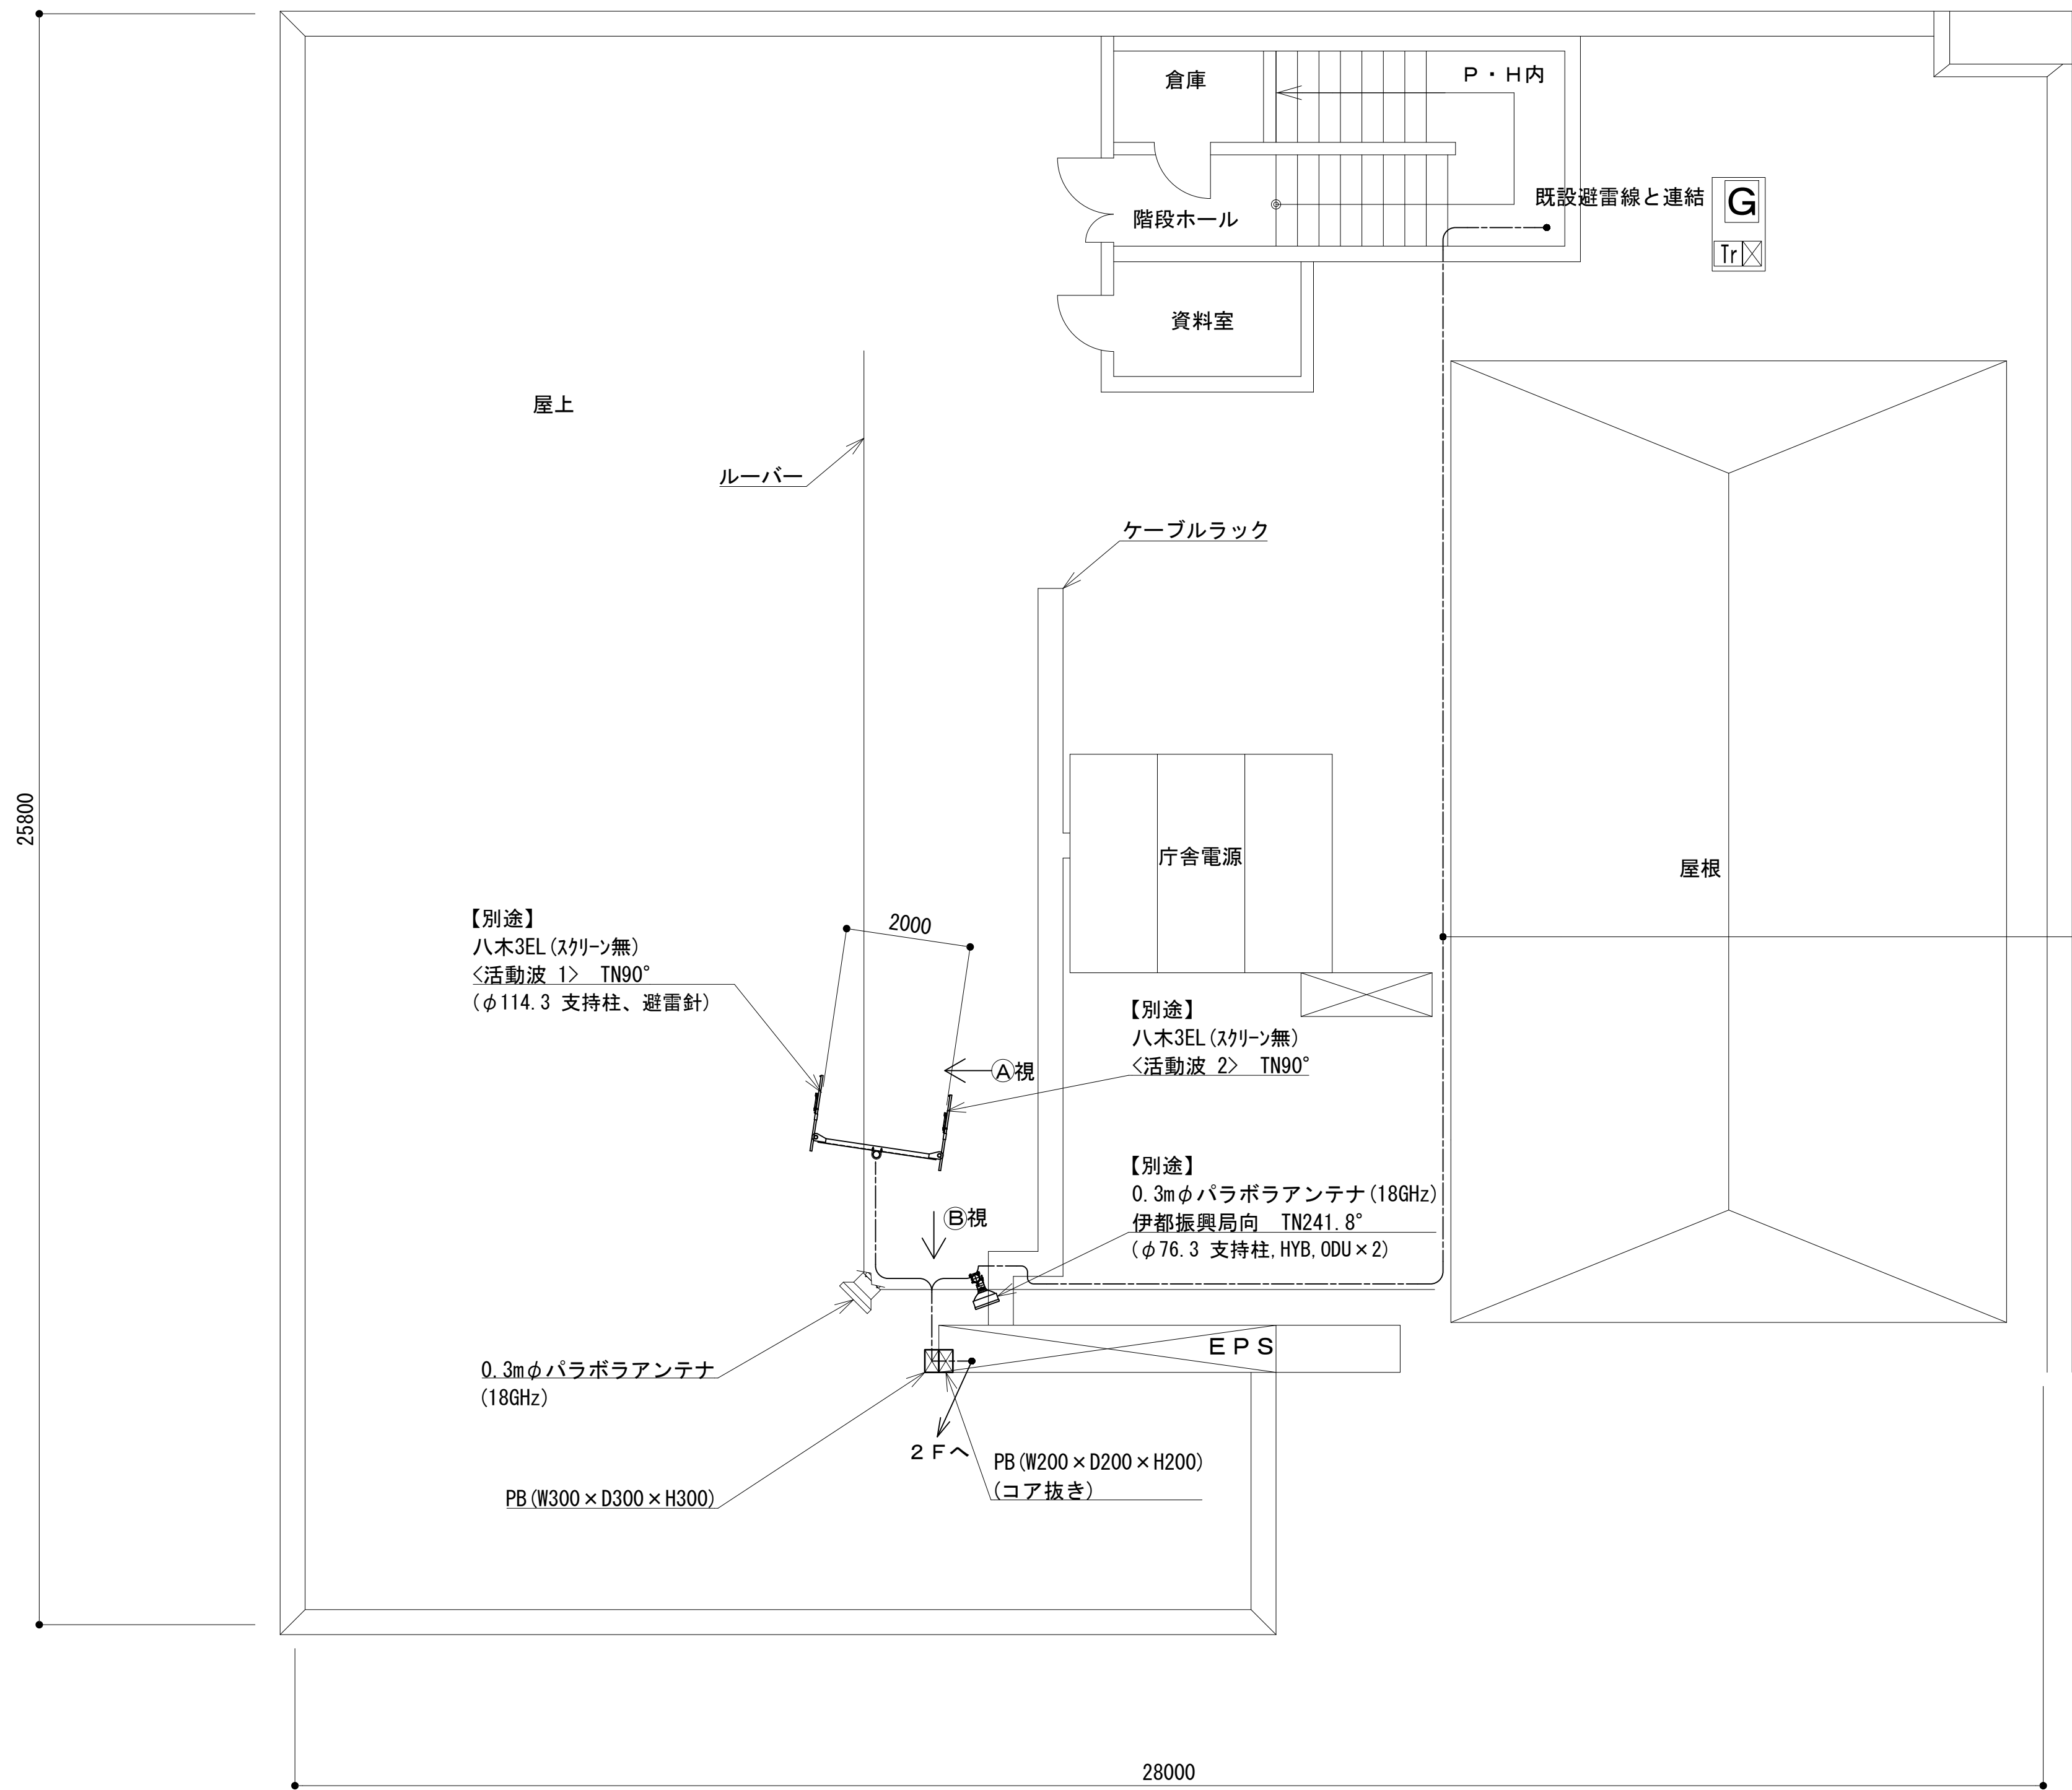 倉庫
P・H内
既設避雷線と連結
G
Tr
階段ホール
資料室
屋上
ルーバー
ケーブルラック
25800
庁舎電源
屋根
【別途】
八木3EL(ｽｸﾘｰﾝ無)
<活動波 1> TN90°
(φ114.3 支持柱、避雷針)
2000
Ⓐ視
【別途】
八木3EL(ｽｸﾘｰﾝ無)
<活動波 2> TN90°
Ⓑ視
【別途】
0.3mφパラボラアンテナ(18GHz)
伊都振興局向 TN241.8°
(φ76.3 支持柱,HYB,ODU×2)
EPS
0.3mφパラボラアンテナ
(18GHz)
2Fへ
PB(W200×D200×H200)
(コア抜き)
PB(W300×D300×H300)
28000